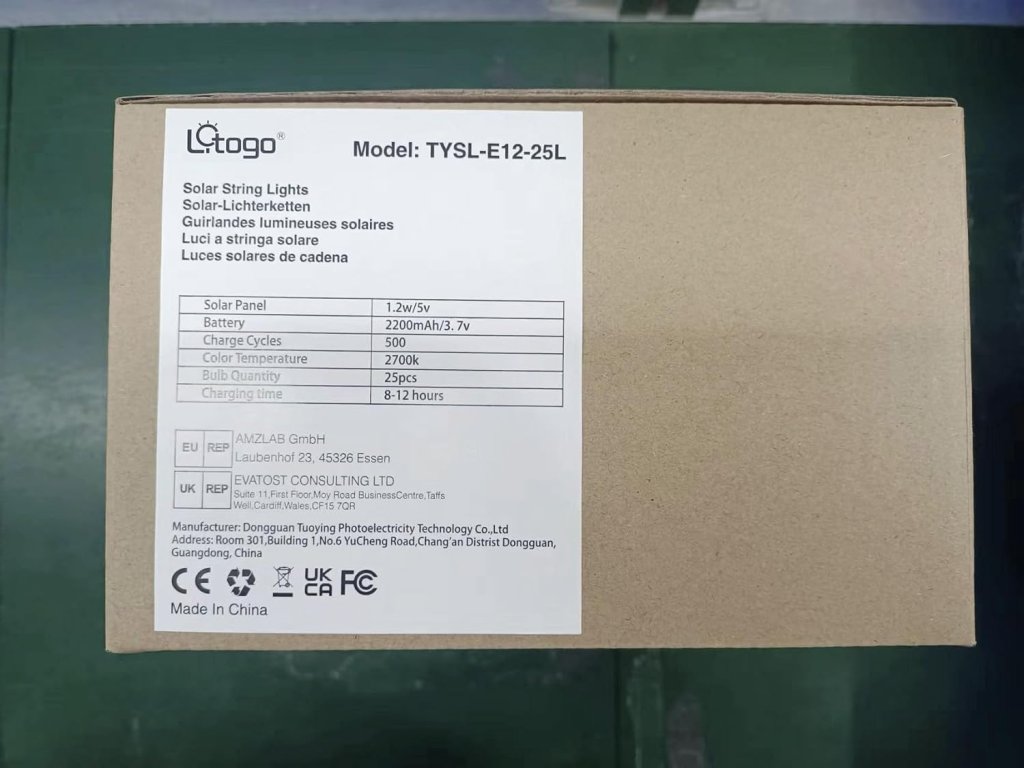 Litogo®
Model: TYSL-E12-25L
Solar String Lights
Solar-Lichterketten
Guirlandes lumineuses solaires
Luci a stringa solare
Luces solares de cadena
Solar Panel 1.2w/5v
Battery 2200mAh/3.7v
Charge Cycles 500
Color Temperature 2700k
Bulb Quantity 25pcs
Charging time 8-12 hours
EU REP AMZLAB GmbH
Laubenhof 23, 45326 Essen
UK REP EVATOST CONSULTING LTD
Suite 11,First Floor,Moy Road BusinessCentre,Taffs
Well,Cardiff,Wales,CF15 7QR
Manufacturer: Dongguan Tuoying Photoelectricity Technology Co.,Ltd
Address: Room 301,Building 1,No.6 YuCheng Road,Chang'an Distrist Dongguan,
Guangdong, China
CE UK CA FC
Made In China